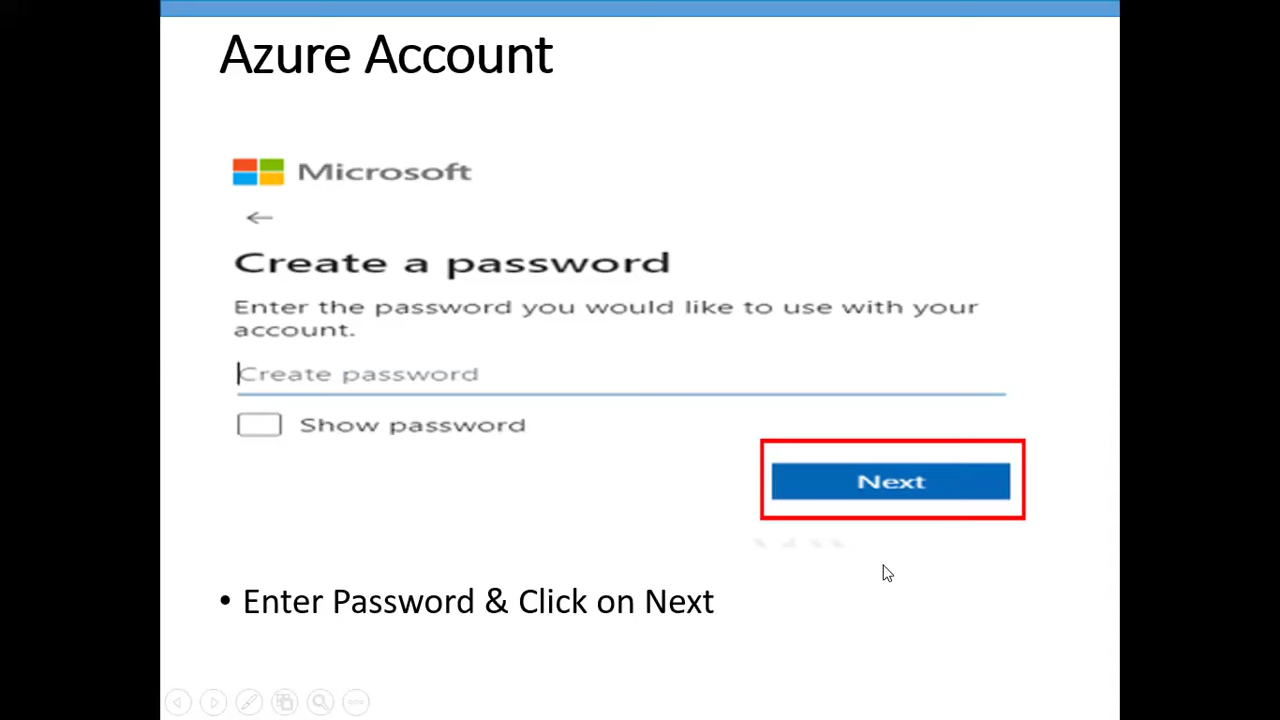 Azure Account
Microsoft
Create a password
Enter the password you would like to use with your
account.
Create password
Show password
Next
• Enter Password & Click on Next